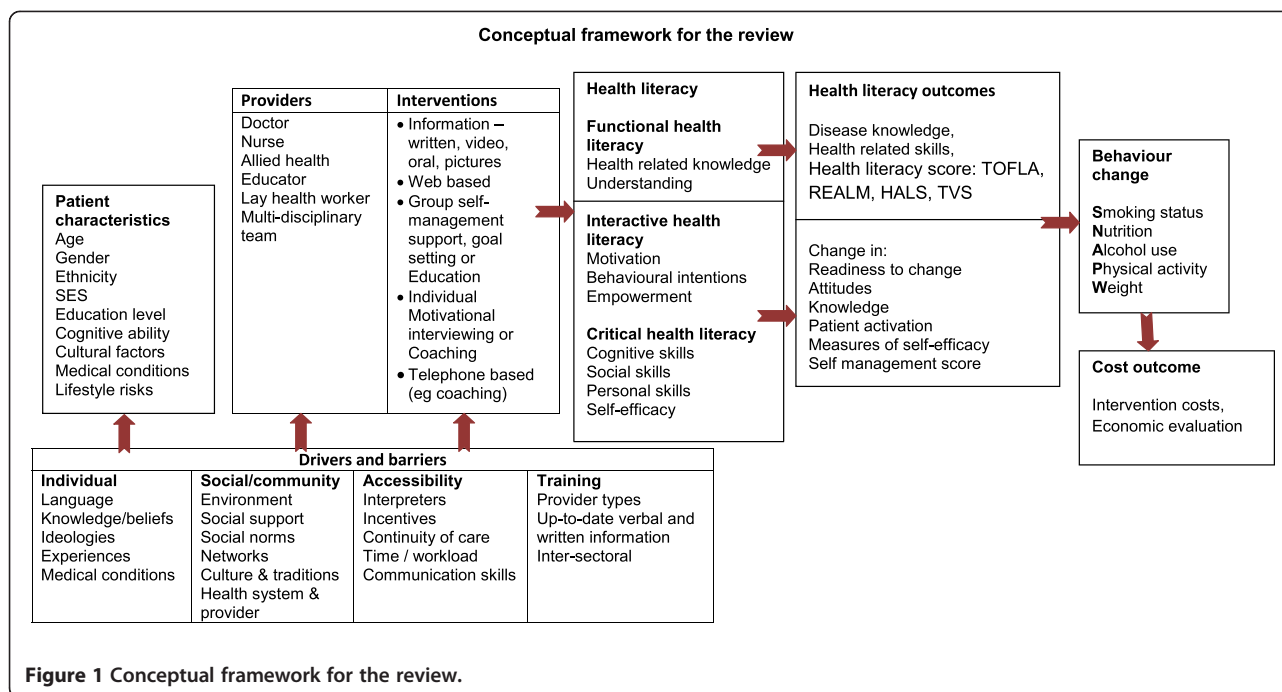 Conceptual framework for the review
Patient
characteristics
Age
Gender
Ethnicity
SES
Education level
Cognitive ability
Cultural factors
Medical conditions
Lifestyle risks
Providers
Doctor
Nurse
Allied health
Educator
Lay health worker
Multi-disciplinary
team
Interventions
• Information –
written, video,
oral, pictures
• Web based
• Group self-
management
support, goal
setting or
Education
• Individual
Motivational
interviewing or
Coaching
• Telephone based
(eg coaching)
Health literacy
Functional health
literacy
Health related knowledge
Understanding
Interactive health
literacy
Motivation
Behavioural intentions
Empowerment
Critical health literacy
Cognitive skills
Social skills
Personal skills
Self-efficacy
Health literacy outcomes
Disease knowledge,
Health related skills,
Health literacy score: TOFLA,
REALM, HALS, TVS
Change in:
Readiness to change
Attitudes
Knowledge
Patient activation
Measures of self-efficacy
Self management score
Behaviour
change
Smoking status
Nutrition
Alcohol use
Physical activity
Weight
Cost outcome
Intervention costs,
Economic evaluation
Drivers and barriers
Individual
Language
Knowledge/beliefs
Ideologies
Experiences
Medical conditions
Social/community
Environment
Social support
Social norms
Networks
Culture & traditions
Health system &
provider
Accessibility
Interpreters
Incentives
Continuity of care
Time / workload
Communication skills
Training
Provider types
Up-to-date verbal and
written information
Inter-sectoral
Figure 1 Conceptual framework for the review.